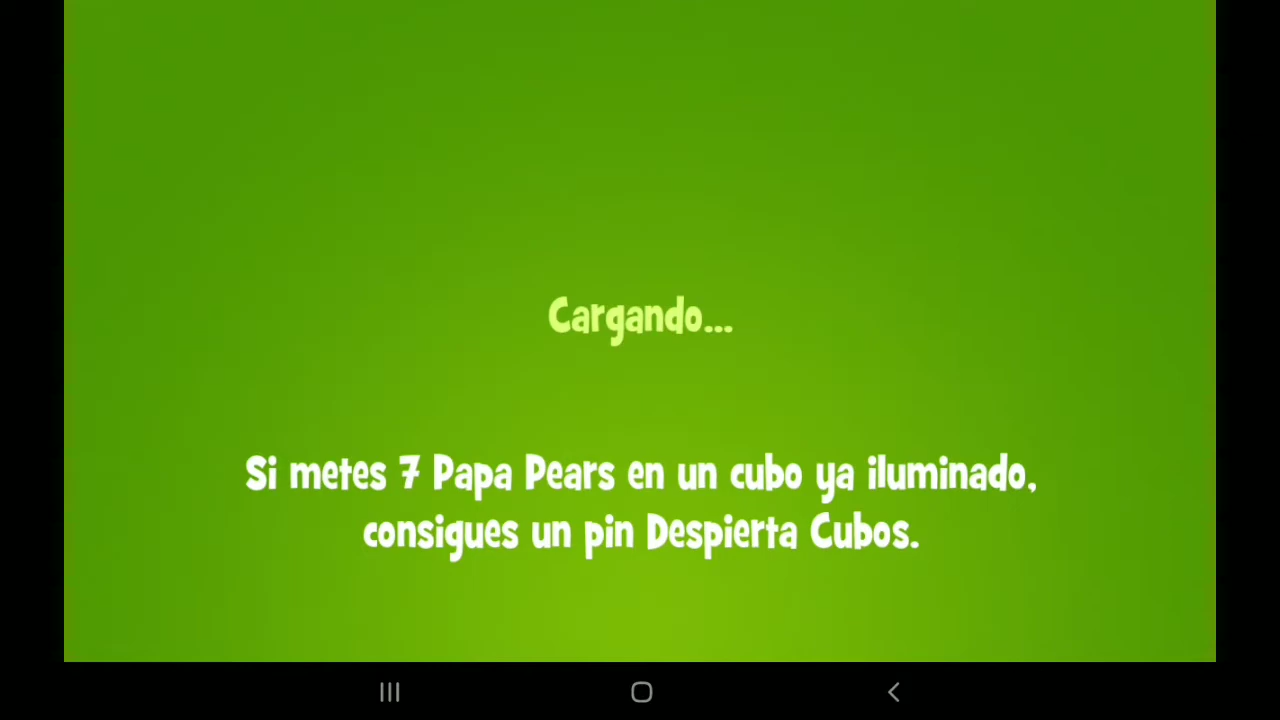 Cargando...
Si metes 7 Papa Pears en un cubo ya iluminado,
consigues un pin Despierta Cubos.